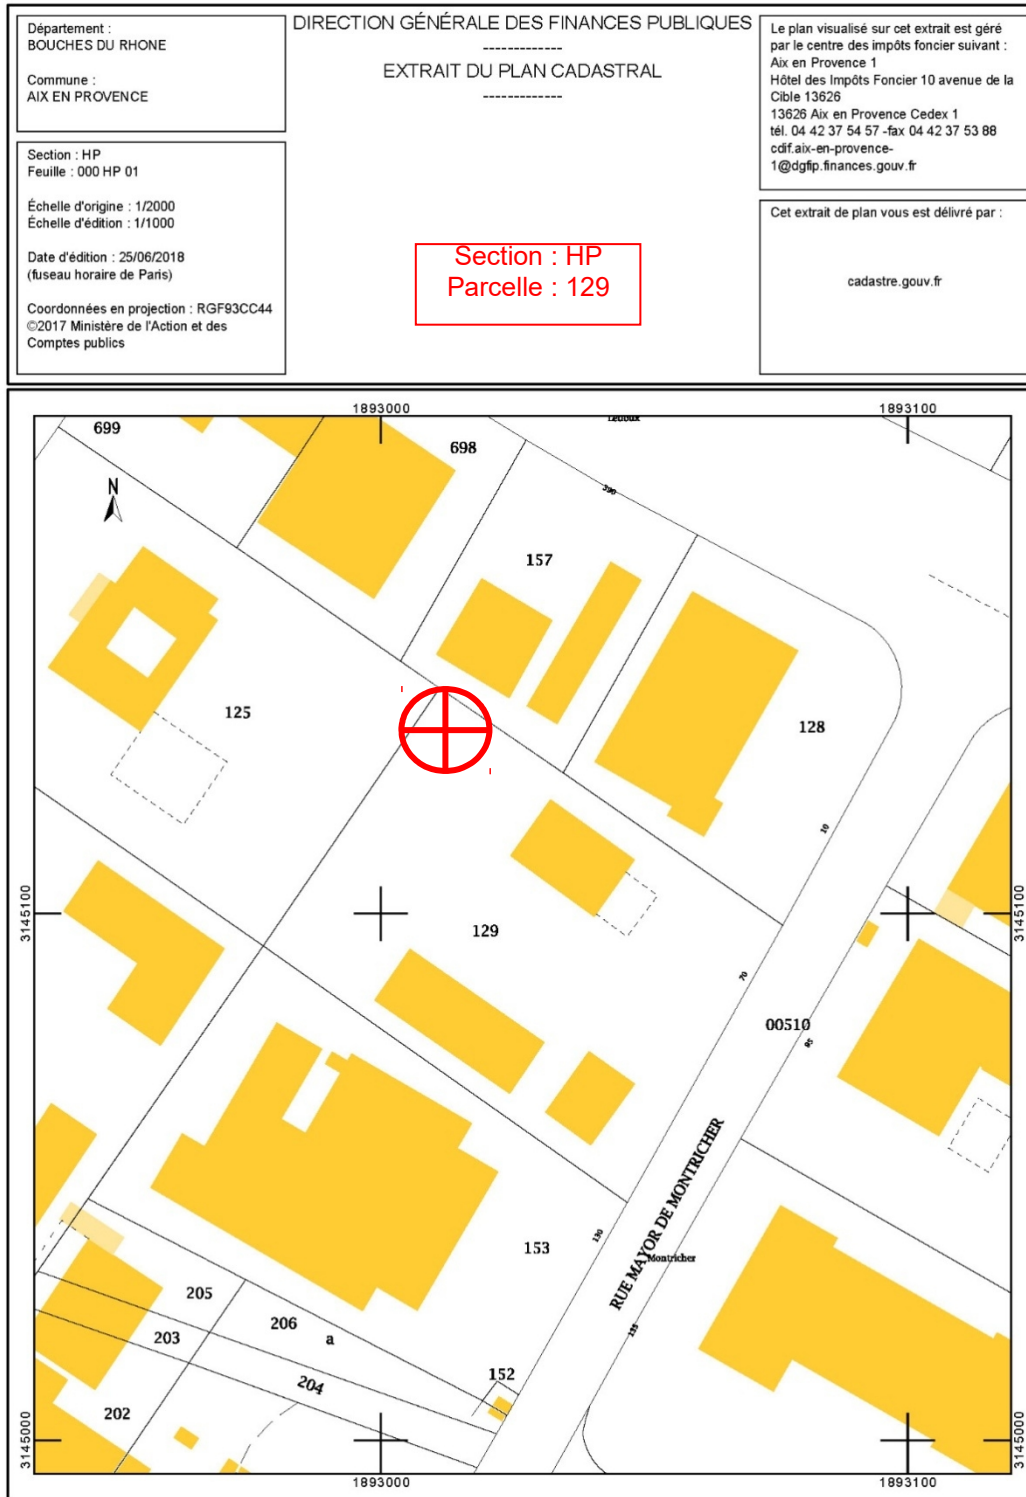 Département :
BOUCHES DU RHONE
Commune :
AIX EN PROVENCE
Section : HP
Feuille : 000 HP 01
Échelle d'origine : 1/2000
Échelle d'édition : 1/1000
Date d'édition : 25/06/2018
(fuseau horaire de Paris)
Coordonnées en projection : RGF93CC44
©2017 Ministère de l'Action et des
Comptes publics
DIRECTION GÉNÉRALE DES FINANCES PUBLIQUES
-------------
EXTRAIT DU PLAN CADASTRAL
-------------
Section : HP
Parcelle : 129
Le plan visualisé sur cet extrait est géré
par le centre des impôts foncier suivant :
Aix en Provence 1
Hôtel des Impôts Foncier 10 avenue de la
Cible 13626
13626 Aix en Provence Cedex 1
tél. 04 42 37 54 57 -fax 04 42 37 53 88
cdif.aix-en-provence-
1@dgfip.finances.gouv.fr
Cet extrait de plan vous est délivré par :
cadastre.gouv.fr
1893000
1893100
699
698
N
390
157
125
128
10
3145100
3145100
129
70
00510
85
RUE MAYOR DE MONTRICHER
Montricher
130
153
205
206
a
203
135
204
152
202
3145000
3145000
1893000
1893100